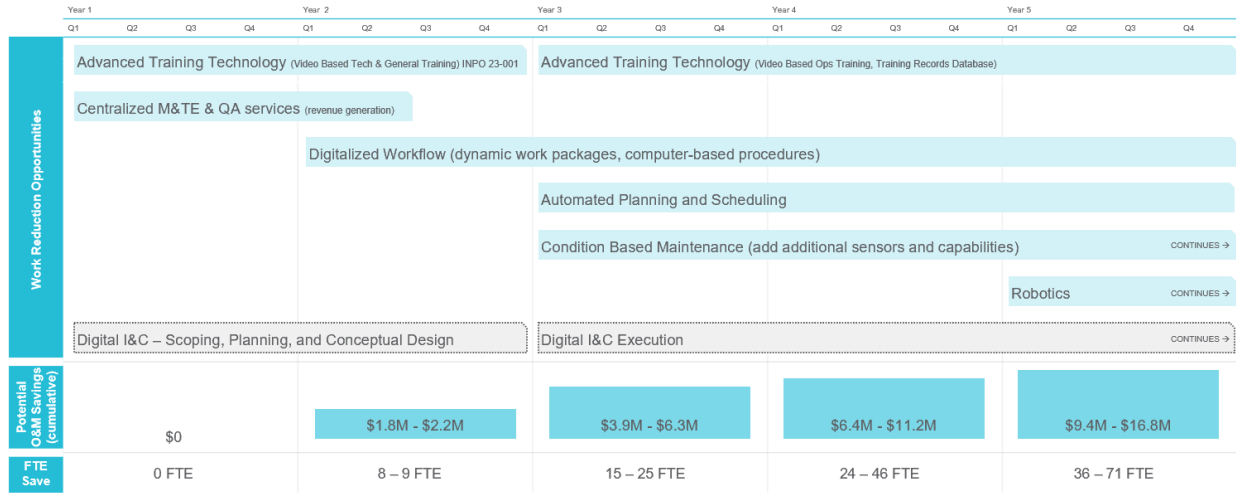 Year 1 Year 2 Year 3 Year 4 Year 5
Q1 Q2 Q3 Q4 Q1 Q2 Q3 Q4 Q1 Q2 Q3 Q4 Q1 Q2 Q3 Q4 Q1 Q2 Q3 Q4
Work Reduction Opportunities
Advanced Training Technology (Video Based Tech & General Training) INPO 23-001
Advanced Training Technology (Video Based Ops Training, Training Records Database)
Centralized M&TE & QA services (revenue generation)
Digitalized Workflow (dynamic work packages, computer-based procedures)
Automated Planning and Scheduling
Condition Based Maintenance (add additional sensors and capabilities) CONTINUES →
Robotics CONTINUES →
Digital I&C – Scoping, Planning, and Conceptual Design
Digital I&C Execution CONTINUES →
Potential
O&M Savings
(cumulative)
$0 $1.8M - $2.2M $3.9M - $6.3M $6.4M - $11.2M $9.4M - $16.8M
FTE
Save
0 FTE 8 – 9 FTE 15 – 25 FTE 24 – 46 FTE 36 – 71 FTE